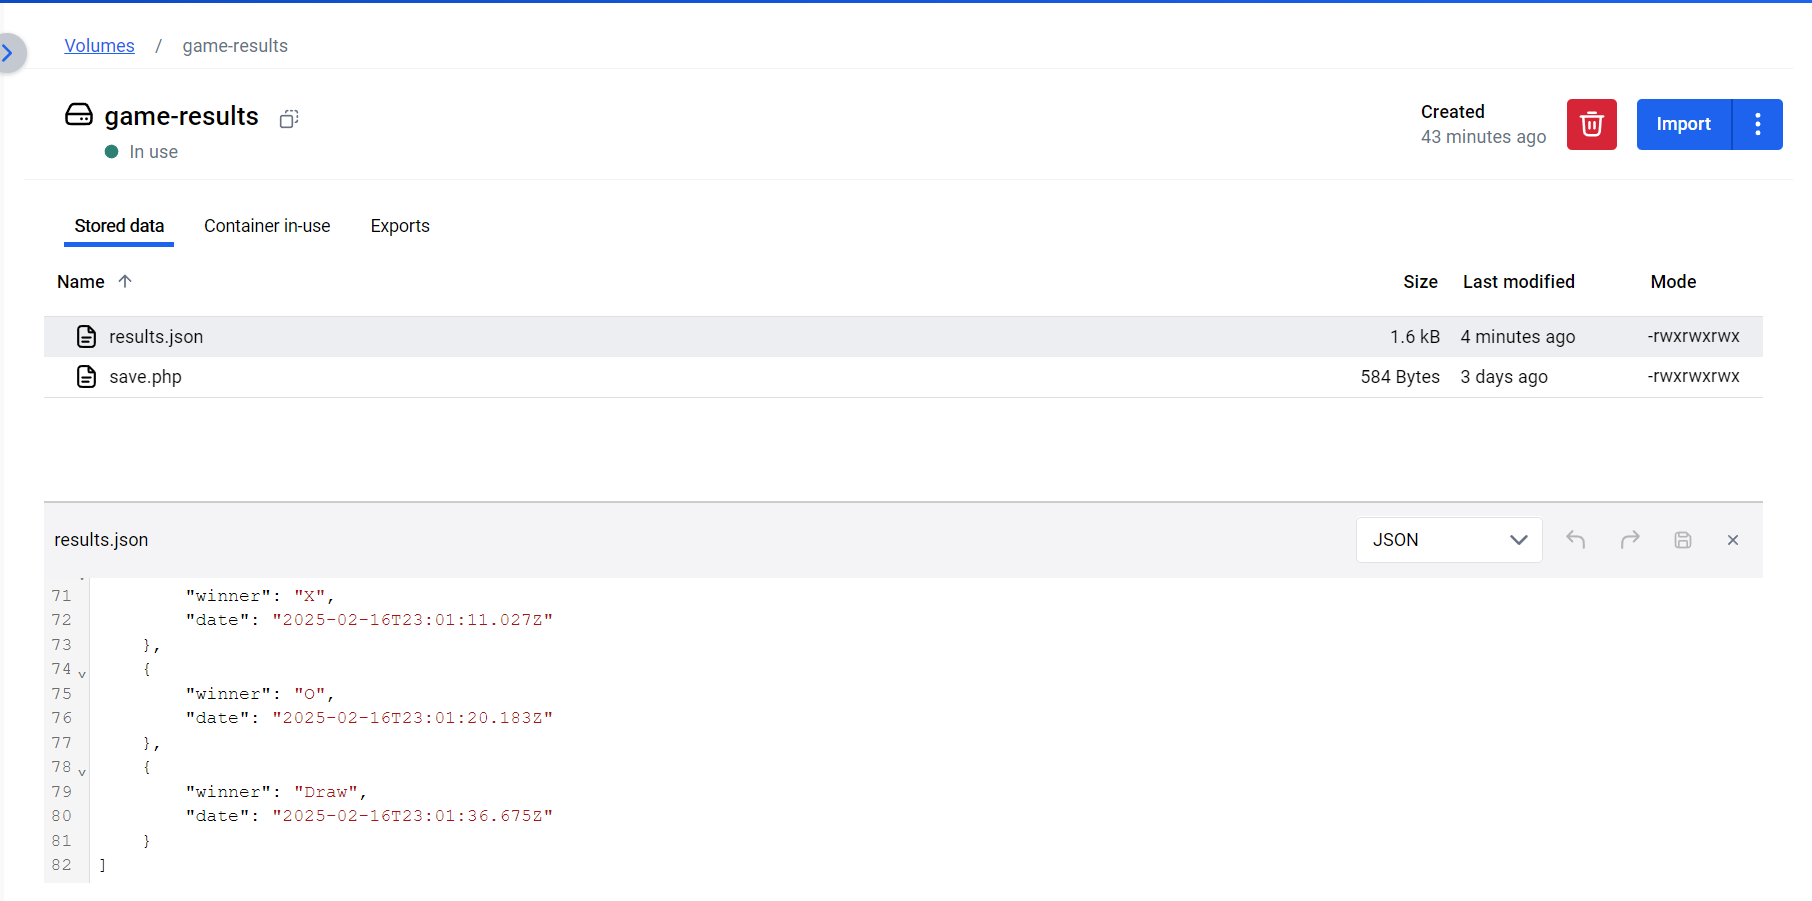 Volumes / game-results
game-results
In use
Created
43 minutes ago
Import
Stored data Container in-use Exports
Name Size Last modified Mode
results.json 1.6 kB 4 minutes ago -rwxrwxrwx
save.php 584 Bytes 3 days ago -rwxrwxrwx
results.json JSON
71 "winner": "X",
72 "date": "2025-02-16T23:01:11.027Z"
73 },
74 {
75 "winner": "O",
76 "date": "2025-02-16T23:01:20.183Z"
77 },
78 {
79 "winner": "Draw",
80 "date": "2025-02-16T23:01:36.675Z"
81 }
82 ]